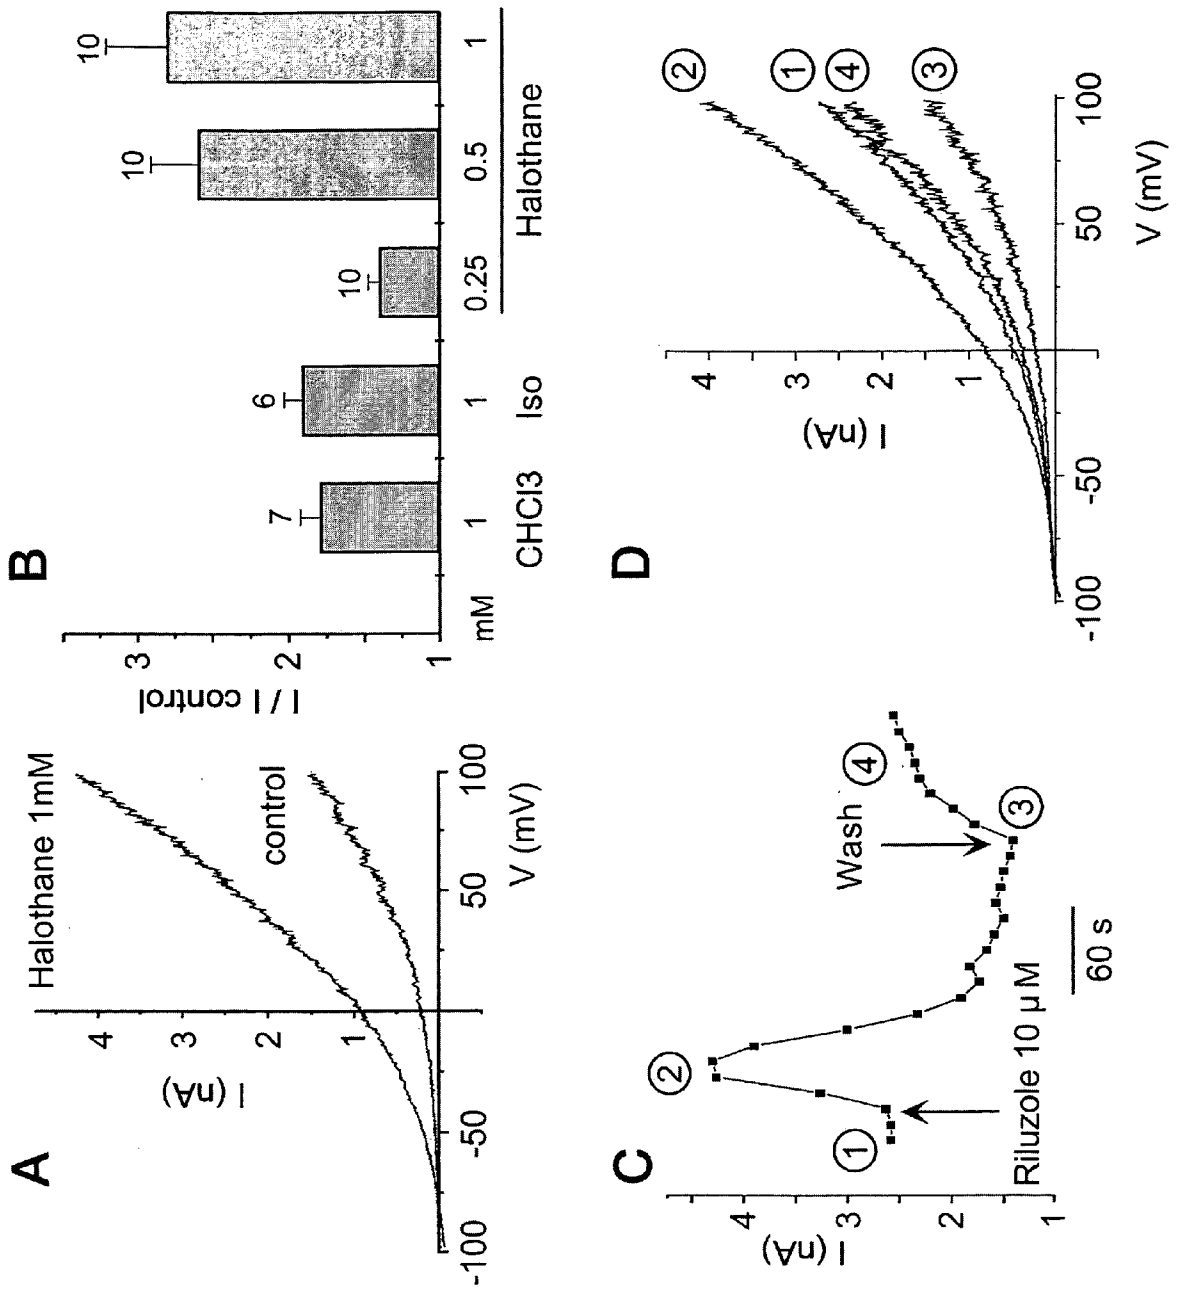 A
Halothane 1mM
control
I (nA)
4
3
2
1
-100
-50
50
100
V (mV)
B
I / I control
3
2
1
7
6
10
10
10
mM
1
1
0.25
0.5
1
CHCl3
Iso
Halothane
C
I (nA)
4
3
2
1
1
2
3
4
Riluzole 10 µM
Wash
60 s
D
I (nA)
4
3
2
1
2
1
4
3
-100
-50
50
100
V (mV)